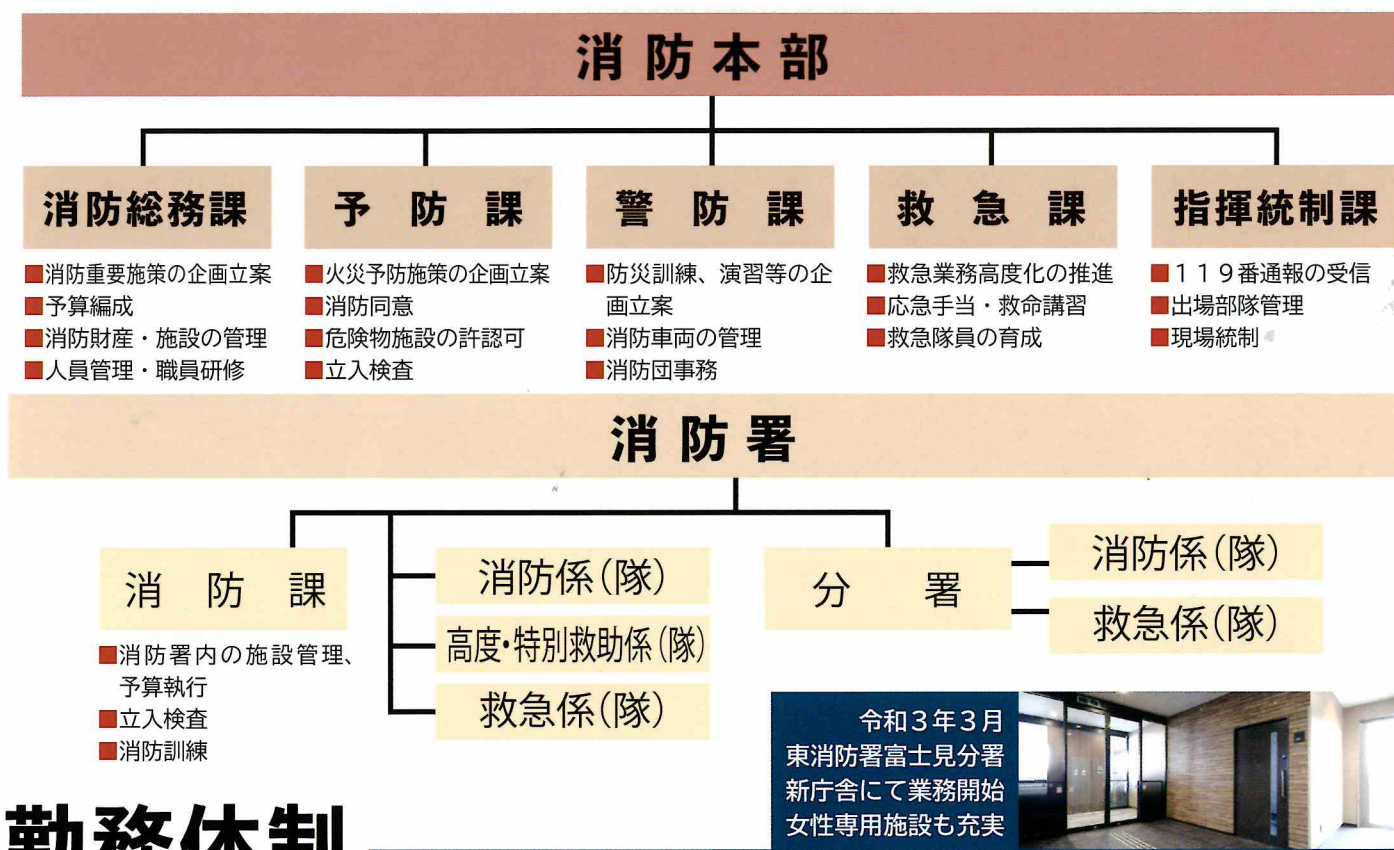 消防本部
消防総務課
■消防重要施策の企画立案
■予算編成
■消防財産・施設の管理
■人員管理・職員研修
予防課
■火災予防施策の企画立案
■消防同意
■危険物施設の許認可
■立入検査
警防課
■防災訓練、演習等の企
画立案
■消防車両の管理
■消防団事務
救急課
■救急業務高度化の推進
■応急手当・救命講習
■救急隊員の育成
指揮統制課
■119番通報の受信
■出場部隊管理
■現場統制
消防署
消防課
■消防署内の施設管理、
予算執行
■立入検査
■消防訓練
消防係(隊)
高度・特別救助係(隊)
救急係(隊)
分署
消防係(隊)
救急係(隊)
令和3年3月
東消防署富士見分署
新庁舎にて業務開始
女性専用施設も充実
勤務体制